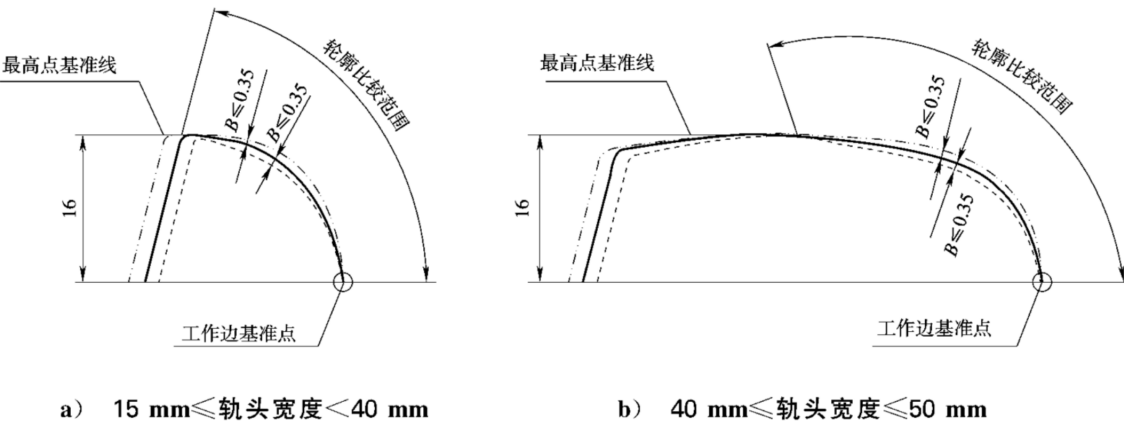 最高点基准线
轮廓比较范围
B≤0.35
B≤0.35
16
工作边基准点
a） 15 mm≤轨头宽度＜40 mm
最高点基准线
轮廓比较范围
B≤0.35
B≤0.35
16
工作边基准点
b） 40 mm≤轨头宽度≤50 mm